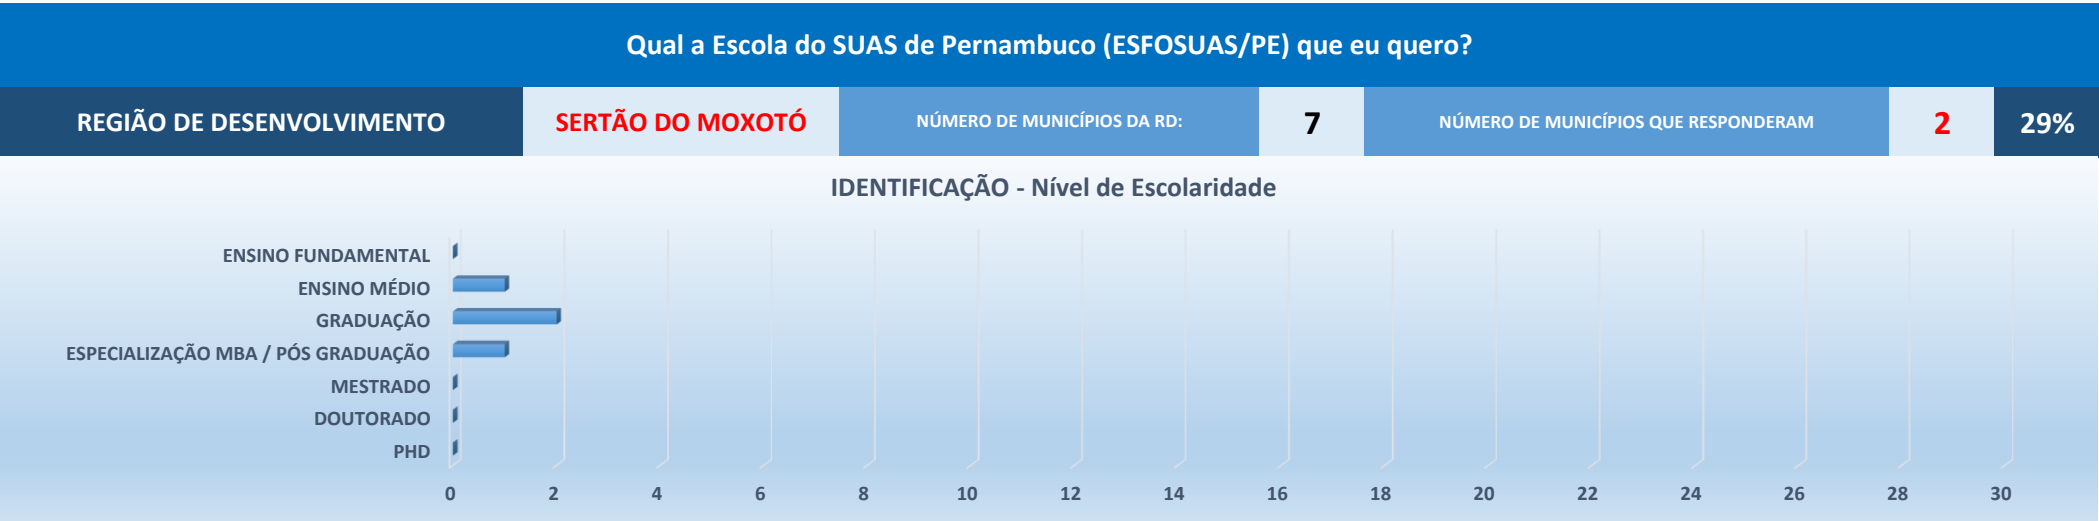 Qual a Escola do SUAS de Pernambuco (ESFOSUAS/PE) que eu quero?
REGIÃO DE DESENVOLVIMENTO SERTÃO DO MOXOTÓ NÚMERO DE MUNICÍPIOS DA RD: 7 NÚMERO DE MUNICÍPIOS QUE RESPONDERAM 2 29%
IDENTIFICAÇÃO - Nível de Escolaridade
ENSINO FUNDAMENTAL
ENSINO MÉDIO
GRADUAÇÃO
ESPECIALIZAÇÃO MBA / PÓS GRADUAÇÃO
MESTRADO
DOUTORADO
PHD
0 2 4 6 8 10 12 14 16 18 20 22 24 26 28 30